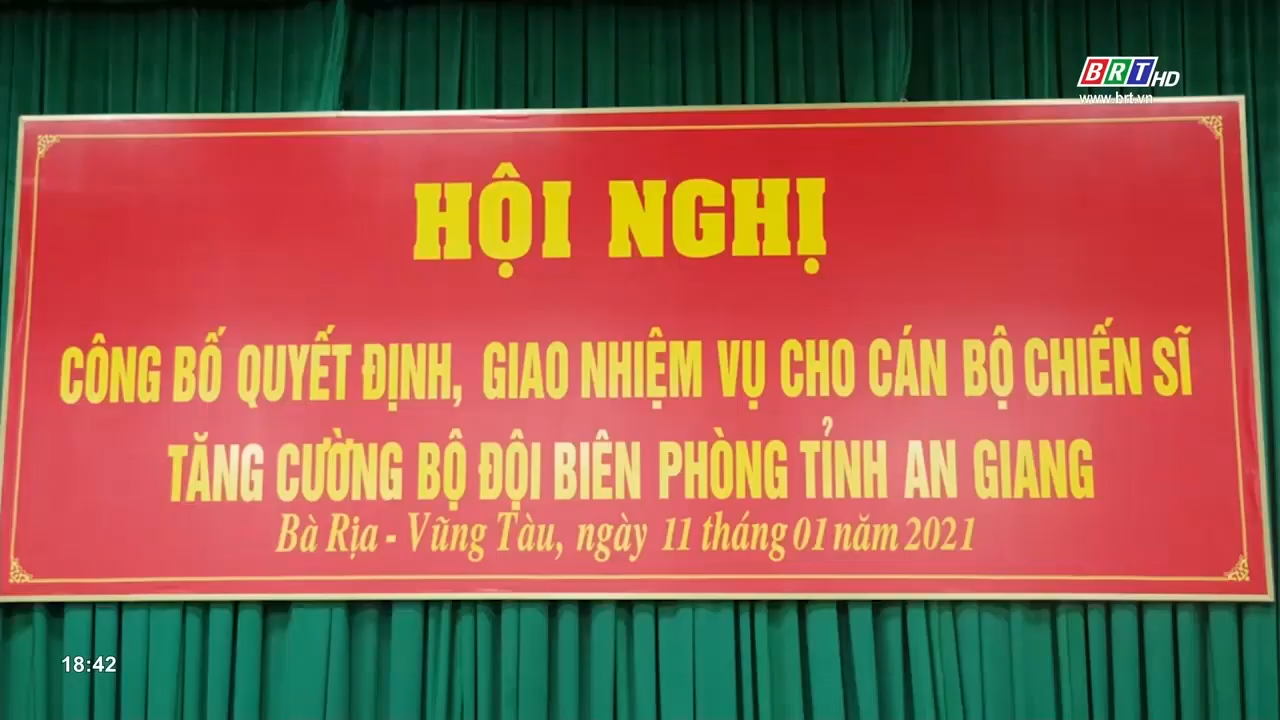 BRT HD
www.brt.vn
HỘI NGHỊ
CÔNG BỐ QUYẾT ĐỊNH, GIAO NHIỆM VỤ CHO CÁN BỘ CHIẾN SĨ
TĂNG CƯỜNG BỘ ĐỘI BIÊN PHÒNG TỈNH AN GIANG
Bà Rịa - Vũng Tàu, ngày 11 tháng 01 năm 2021
18:42